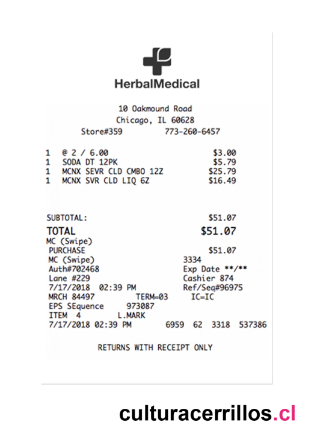 HerbalMedical
10 Oakmound Road
Chicago, IL 60628
Store#359 773-260-6457
1 @ 2 / 6.00 $3.00
1 SODA DT 12PK $5.79
1 MCNX SEVR CLD CMBO 12Z $25.79
1 MCNX SVR CLD LIQ 6Z $16.49
SUBTOTAL: $51.07
TOTAL $51.07
MC (Swipe)
PURCHASE $51.07
MC (Swipe) 3334
Auth#702468 Exp Date **/**
Lane #229 Cashier 874
7/17/2018 02:39 PM Ref/Seq#96975
MRCH 84497 TERM=03 IC=IC
EPS SEquence 973087
ITEM 4 L.MARK
7/17/2018 02:39 PM 6959 62 3318 537386
RETURNS WITH RECEIPT ONLY
culturacerrillos.cl